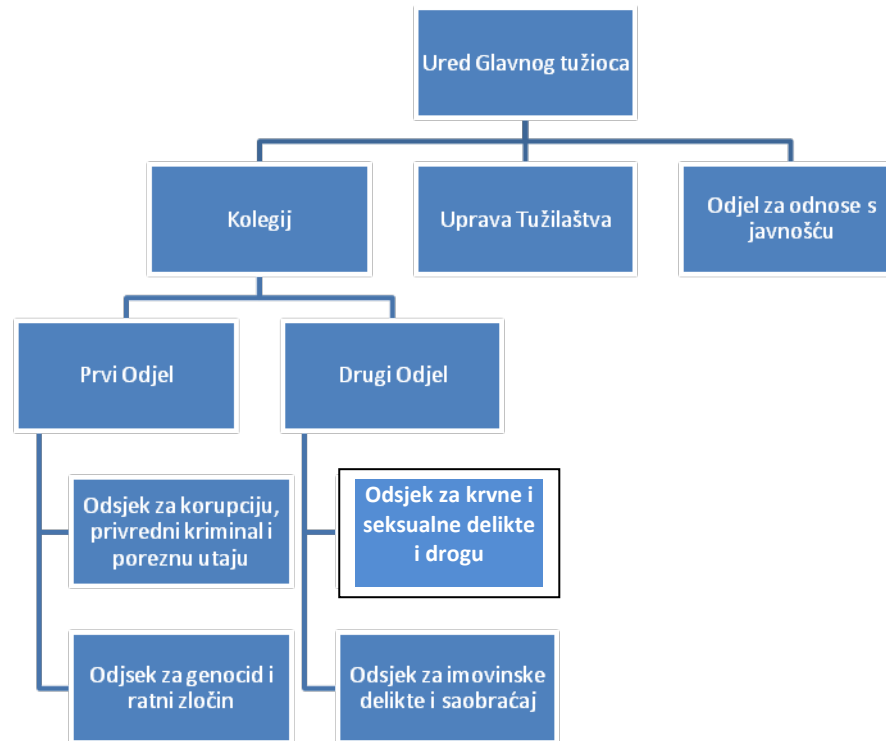 Ured Glavnog tužioca
Kolegij
Uprava Tužilaštva
Odjel za odnose s
javnošću
Prvi Odjel
Drugi Odjel
Odsjek za korupciju,
privredni kriminal i
poreznu utaju
Odsjek za krvne i
seksualne delikte
i drogu
Odjsek za genocid i
ratni zločin
Odsjek za imovinske
delikte i saobraćaj